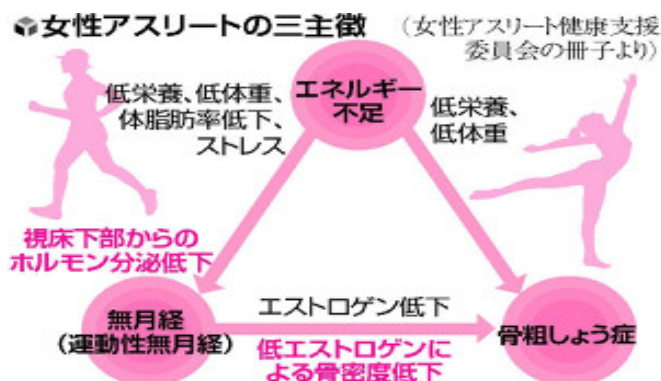 女性アスリートの三主徴
（女性アスリート健康支援
委員会の冊子より）
エネルギー
不足
低栄養、低体重、
体脂肪率低下、
ストレス
低栄養、
低体重
視床下部からの
ホルモン分泌低下
無月経
（運動性無月経）
エストロゲン低下
低エストロゲンに
よる骨密度低下
骨粗しょう症